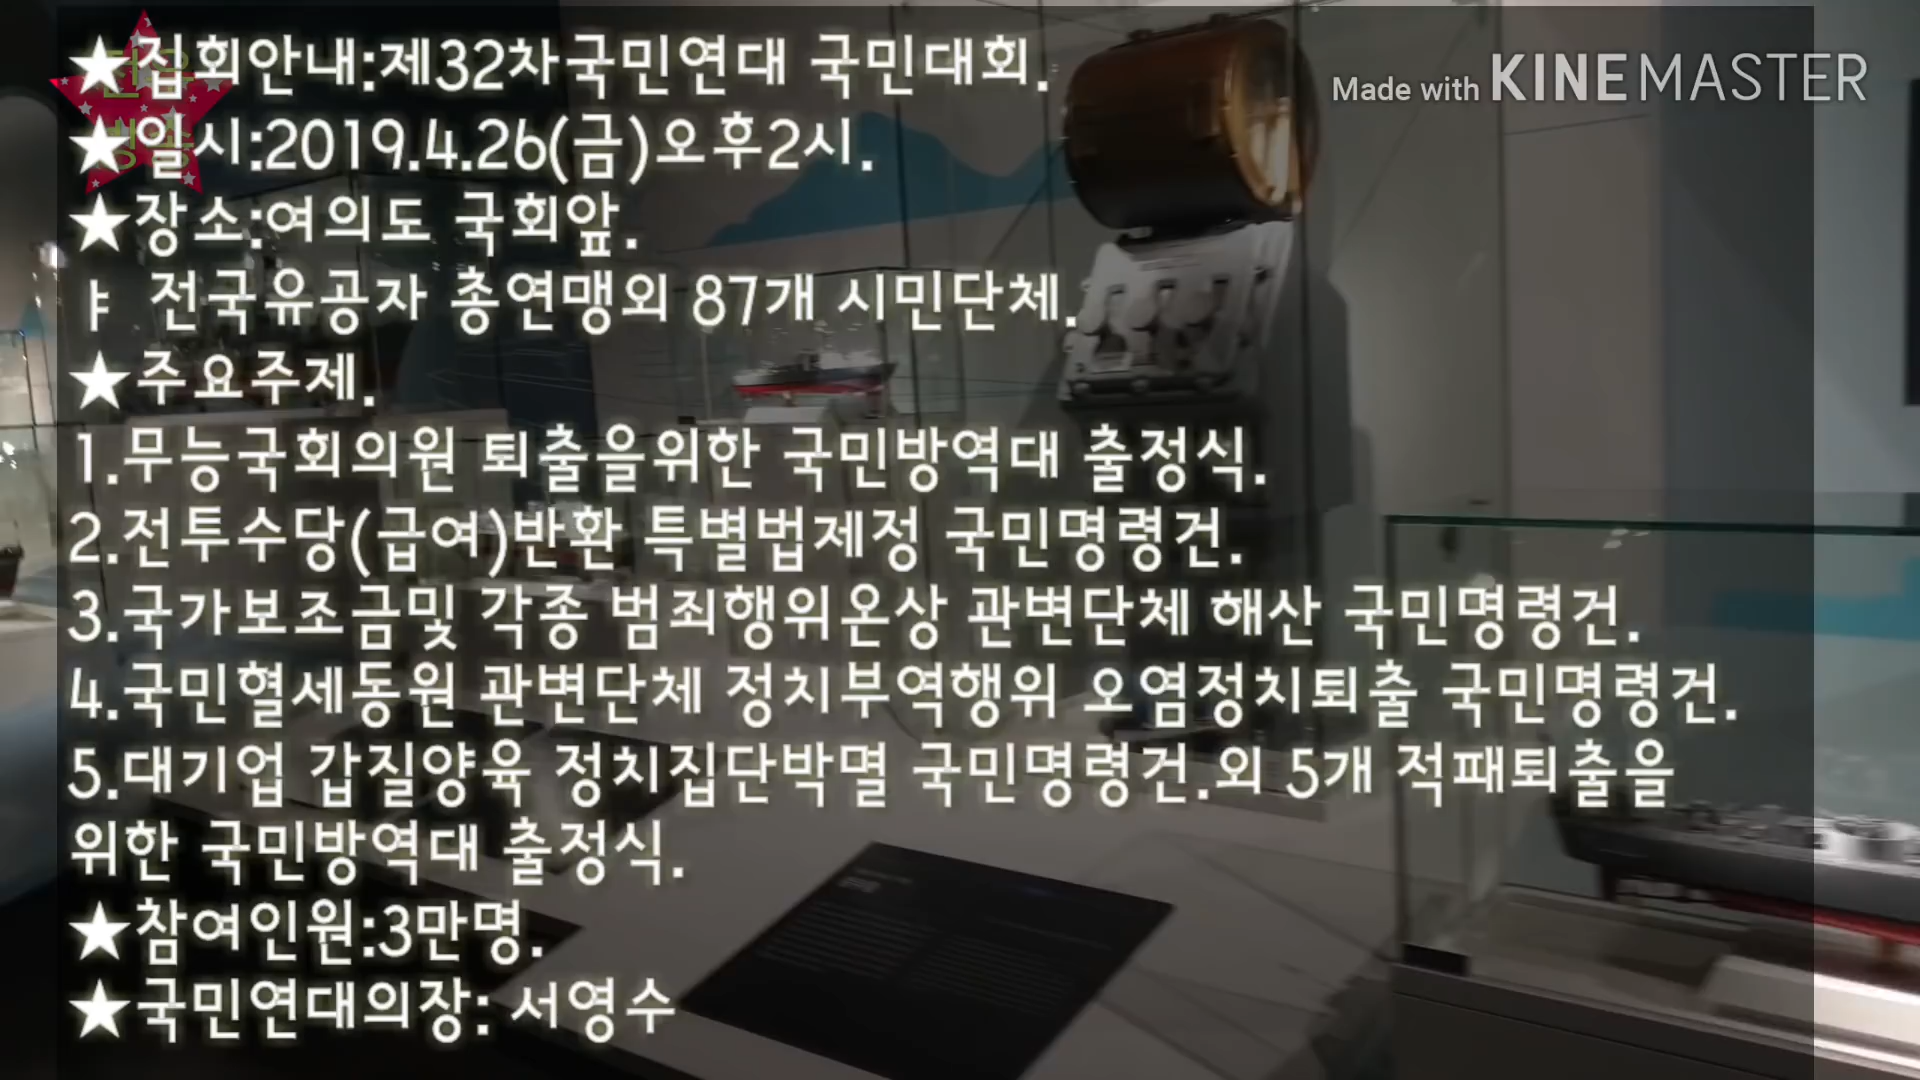 ★집회안내:제32차국민연대 국민대회.
Made with KINEMASTER
★일시:2019.4.26(금)오후2시.
★장소:여의도 국회앞.
ㅑ 전국유공자 총연맹외 87개 시민단체.
★주요주제.
1.무능국회의원 퇴출을위한 국민방역대 출정식.
2.전투수당(급여)반환 특별법제정 국민명령건.
3.국가보조금및 각종 범죄행위온상 관변단체 해산 국민명령건.
4.국민혈세동원 관변단체 정치부역행위 오염정치퇴출 국민명령건.
5.대기업 갑질양육 정치집단박멸 국민명령건.외 5개 적패퇴출을
위한 국민방역대 출정식.
★참여인원:3만명.
★국민연대의장: 서영수